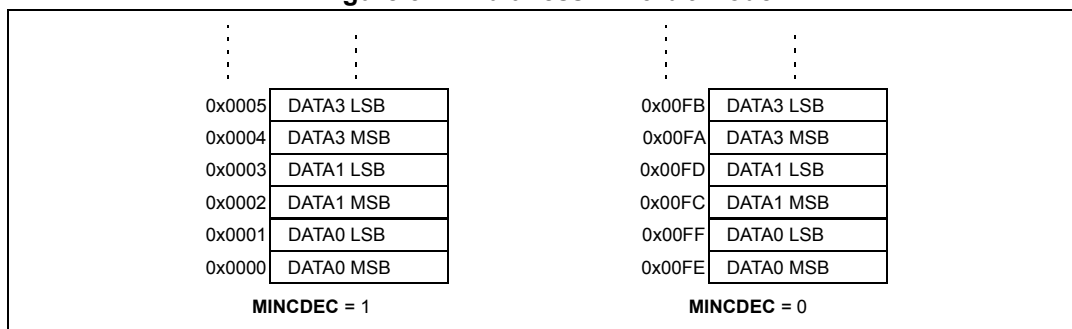 0x0005 DATA3 LSB
0x0004 DATA3 MSB
0x0003 DATA1 LSB
0x0002 DATA1 MSB
0x0001 DATA0 LSB
0x0000 DATA0 MSB
MINCDEC = 1
0x00FB DATA3 LSB
0x00FA DATA3 MSB
0x00FD DATA1 LSB
0x00FC DATA1 MSB
0x00FF DATA0 LSB
0x00FE DATA0 MSB
MINCDEC = 0